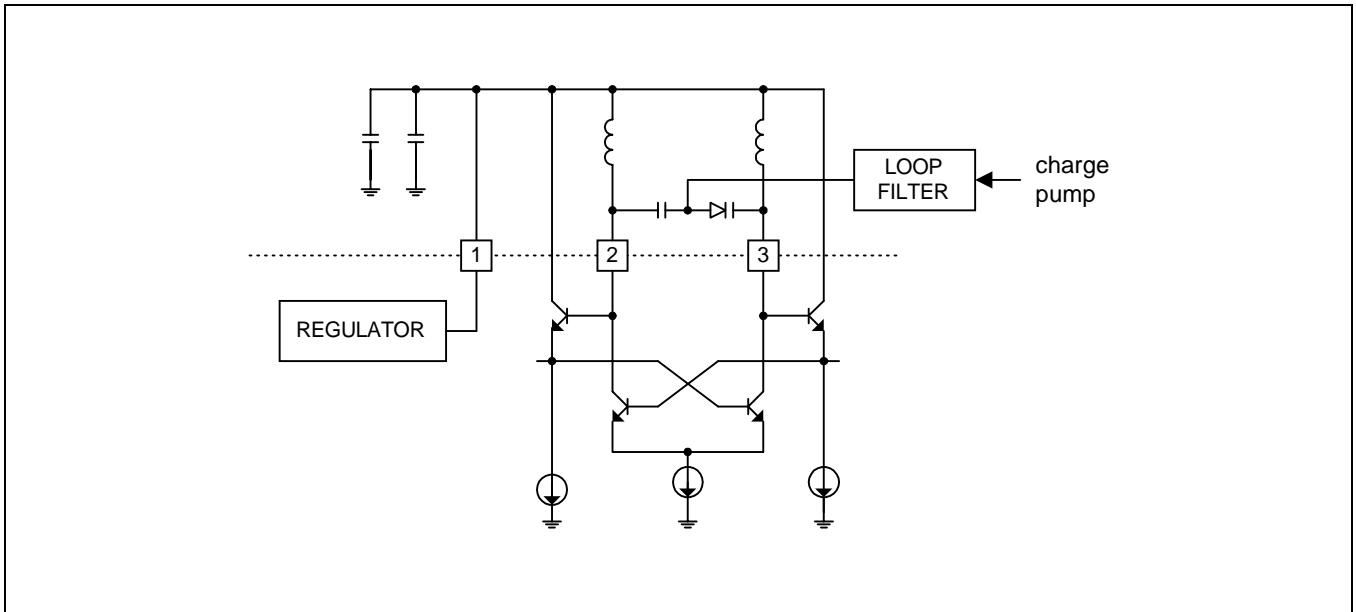 LOOP
FILTER
charge
pump
1
2
3
REGULATOR